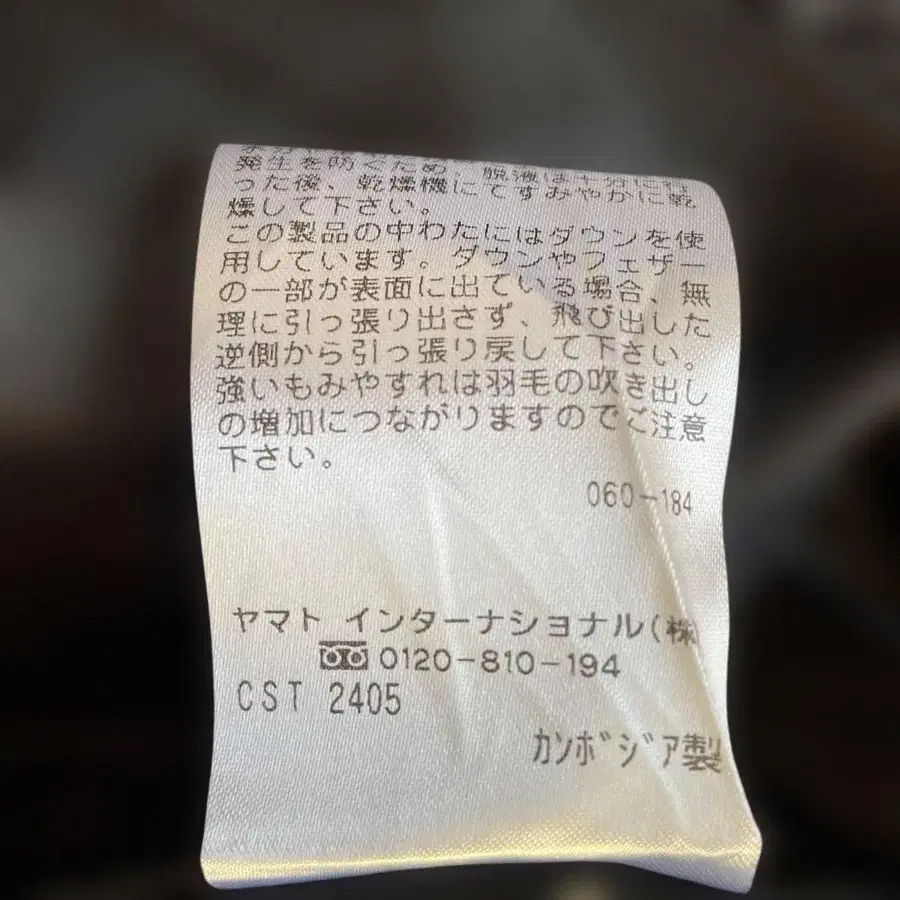 発生を防ぐため、脱液は十分に行
った後、乾燥機にてすみやかに乾
燥して下さい。
この製品の中わたにはダウンを使
用しています。ダウンやフェザー
の一部が表面に出ている場合、無
理に引っ張り出さず、飛び出した
逆側から引っ張り戻して下さい。
強いもみやすれは羽毛の吹き出し
の増加につながりますのでご注意
下さい。
060-184
ヤマト インターナショナル(株)
0120-810-194
CST 2405
カンボジア製